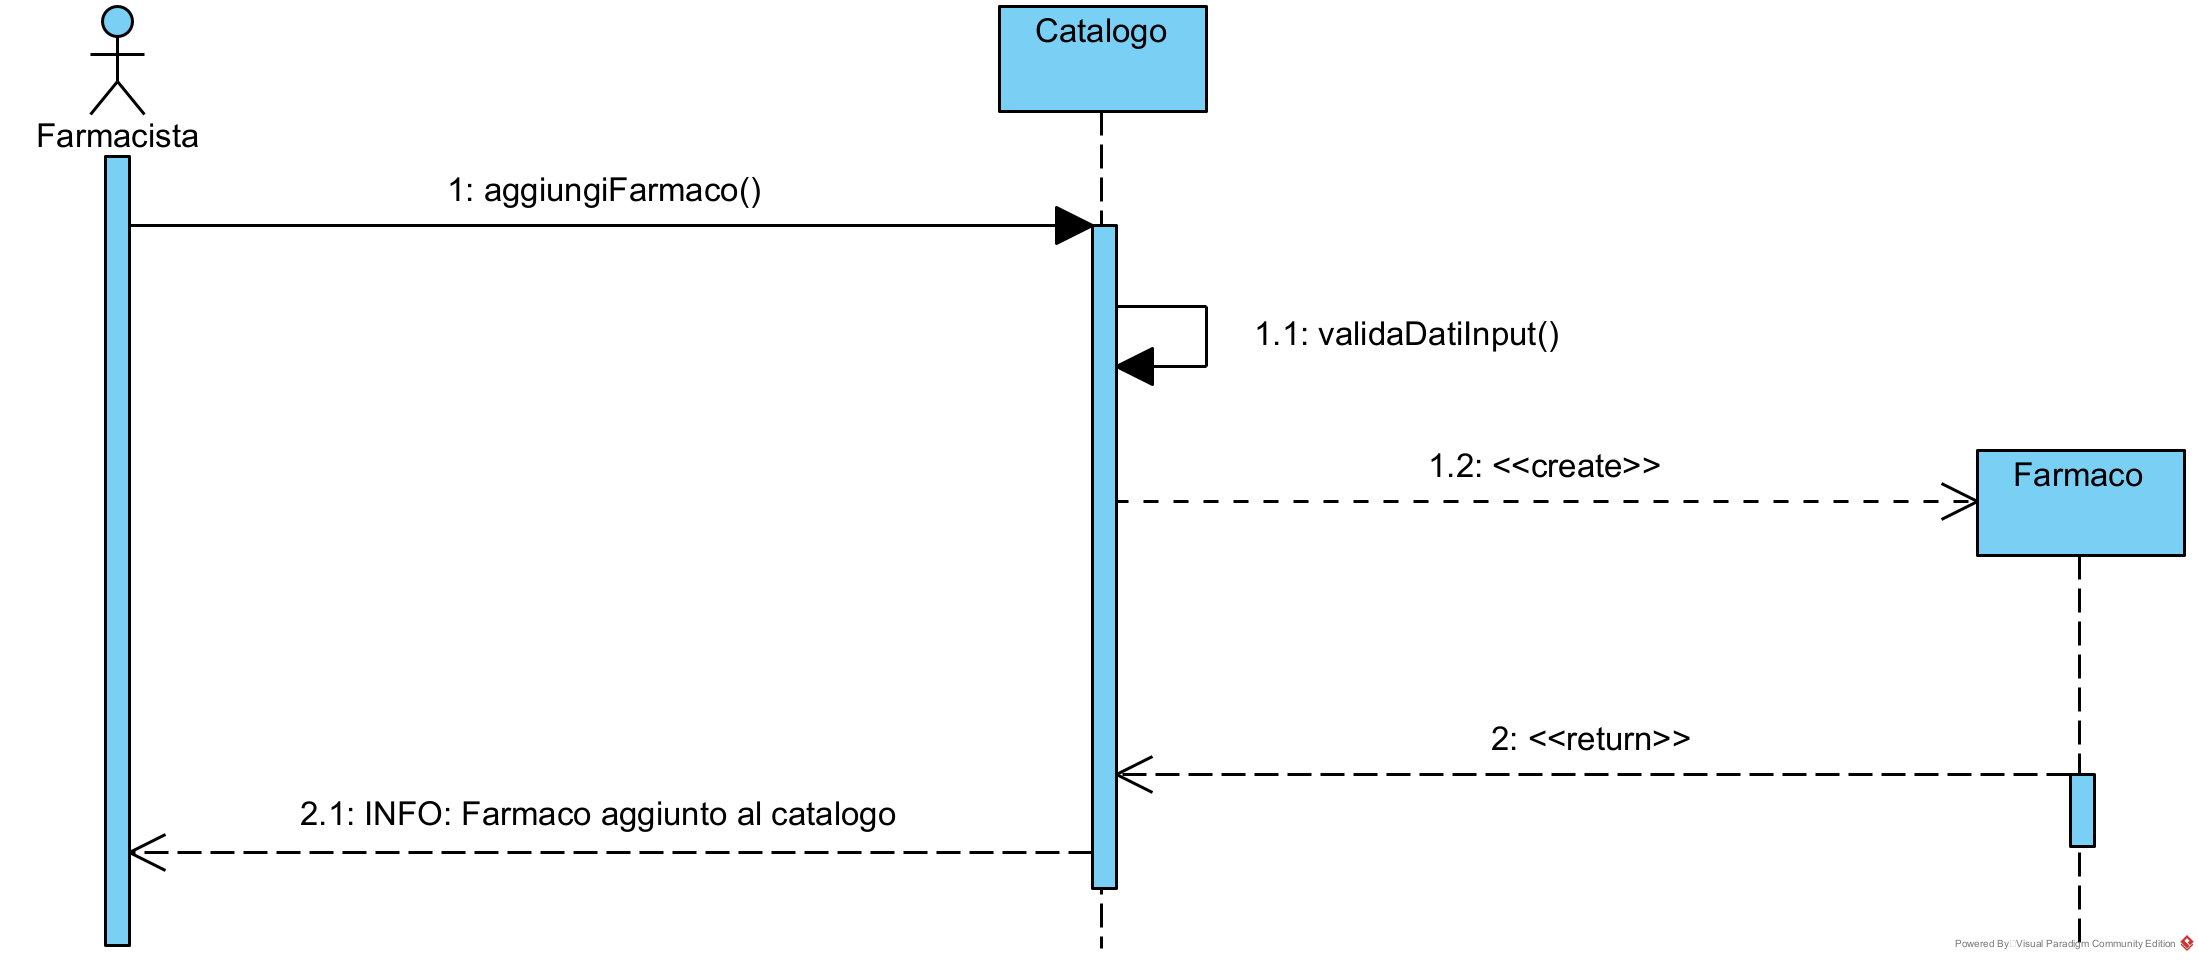 Catalogo
Farmacista
1: aggiungiFarmaco()
1.1: validaDatiInput()
1.2: <<create>>
Farmaco
2: <<return>>
2.1: INFO: Farmaco aggiunto al catalogo
Powered By Visual Paradigm Community Edition